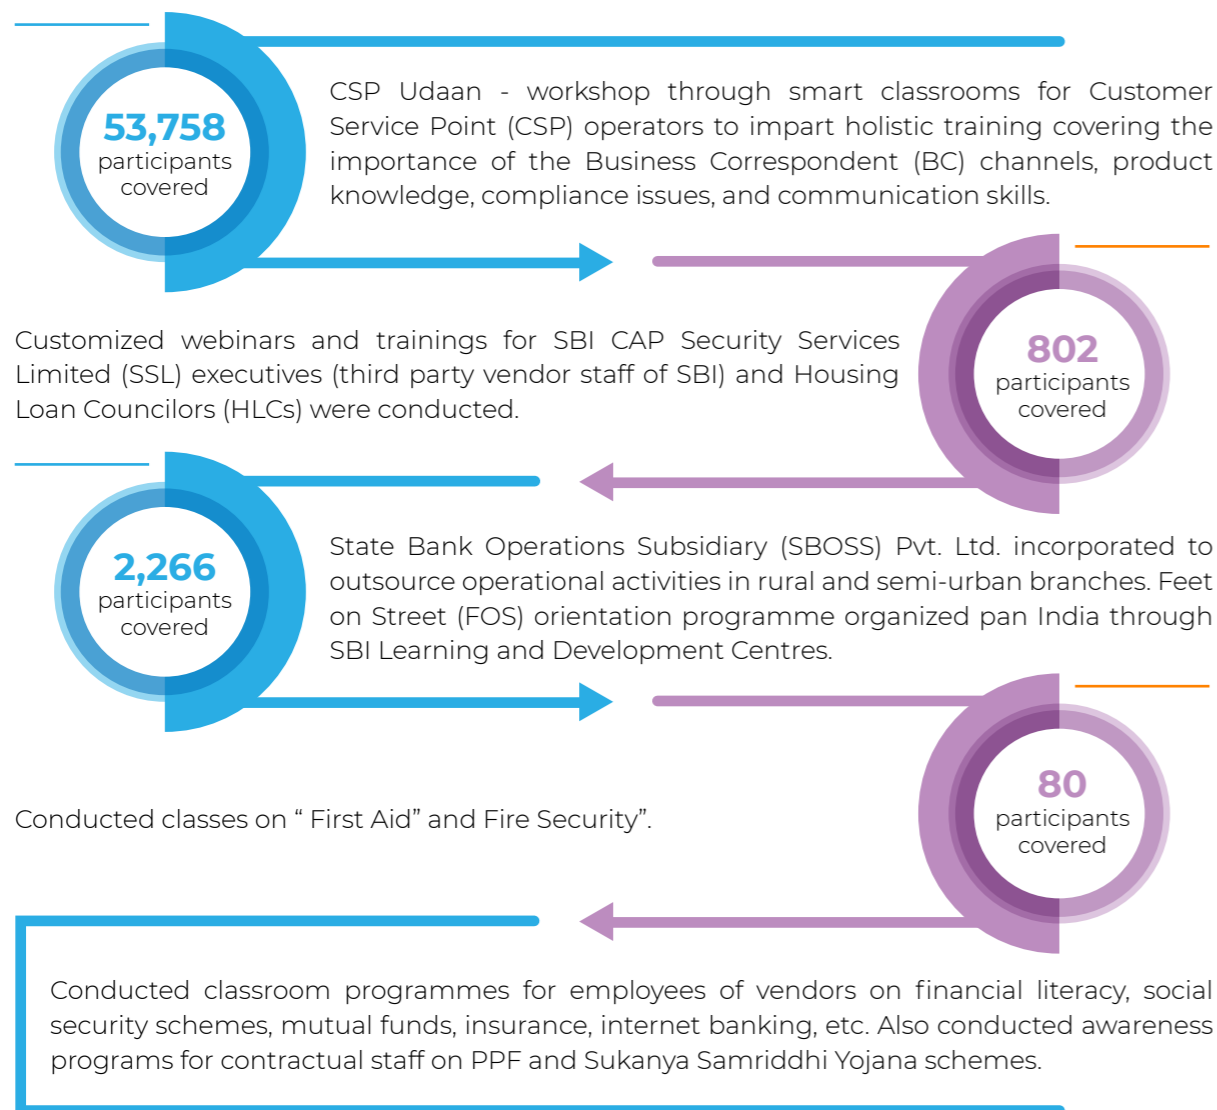 53,758
participants
covered
CSP Udaan - workshop through smart classrooms for Customer
Service Point (CSP) operators to impart holistic training covering the
importance of the Business Correspondent (BC) channels, product
knowledge, compliance issues, and communication skills.
Customized webinars and trainings for SBI CAP Security Services
Limited (SSL) executives (third party vendor staff of SBI) and Housing
Loan Councilors (HLCs) were conducted.
802
participants
covered
2,266
participants
covered
State Bank Operations Subsidiary (SBOSS) Pvt. Ltd. incorporated to
outsource operational activities in rural and semi-urban branches. Feet
on Street (FOS) orientation programme organized pan India through
SBI Learning and Development Centres.
Conducted classes on “ First Aid” and Fire Security”.
80
participants
covered
Conducted classroom programmes for employees of vendors on financial literacy, social
security schemes, mutual funds, insurance, internet banking, etc. Also conducted awareness
programs for contractual staff on PPF and Sukanya Samriddhi Yojana schemes.